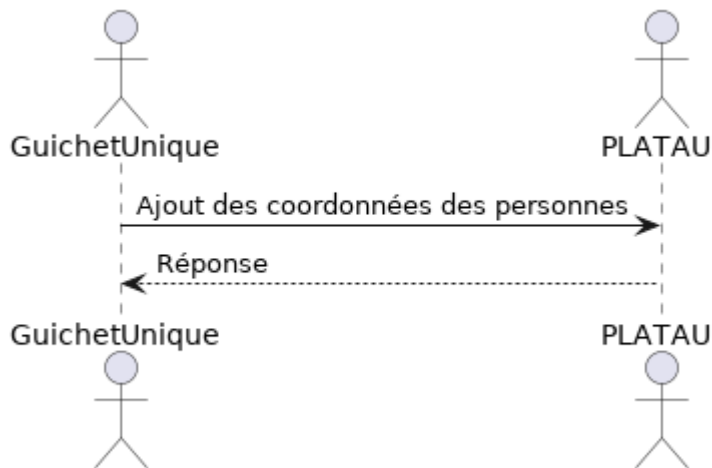 GuichetUnique
PLATAU
Ajout des coordonnées des personnes
Réponse
GuichetUnique
PLATAU